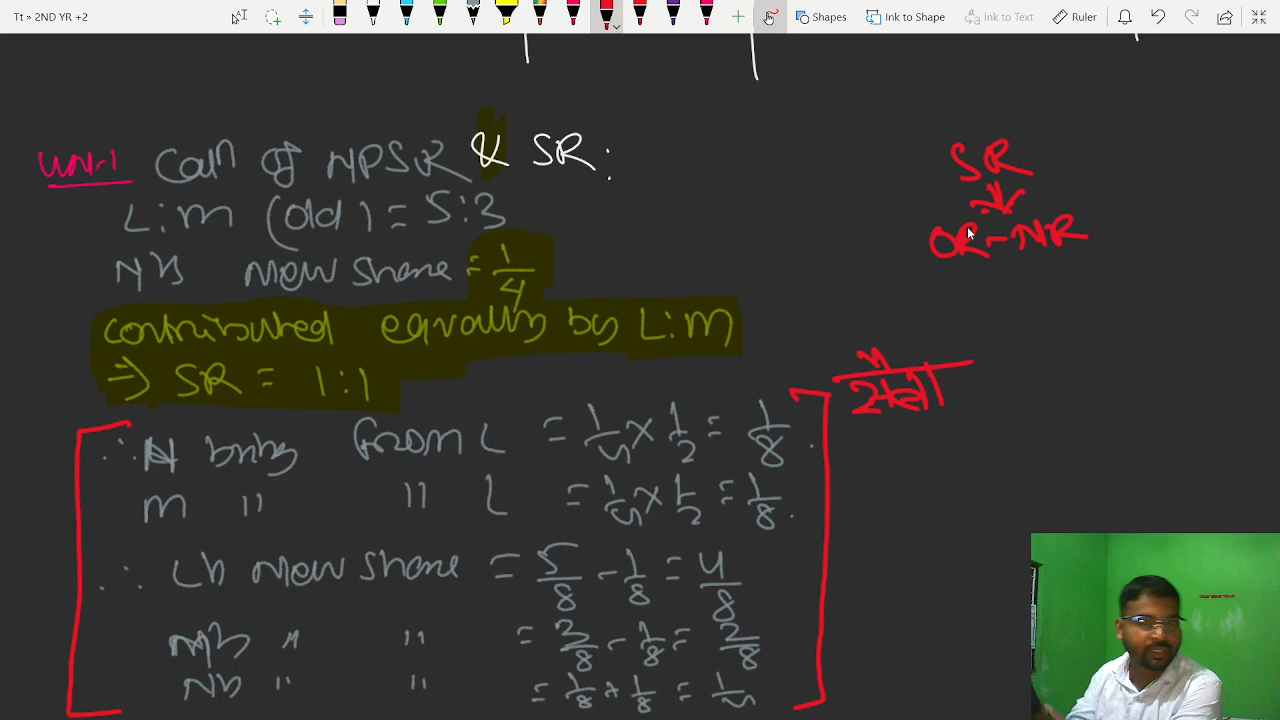 Tt » 2ND YR +2
Shapes Ink to Shape Ink to Text Ruler
WN-1 Caln of NPSR & SR:
L:m (old) = 5:3
N's new share = 1/4
contributed equally by L:m
=> SR = 1:1
∴ N bring from L = 1/4 x 1/2 = 1/8.
m " " L = 1/4 x 1/2 = 1/8.
∴ L's new share = 5/8 - 1/8 = 4/8
M's " " = 3/8 - 1/8 = 2/8
N's " " = 1/8 + 1/8 = 1/4
SR
OR-NR